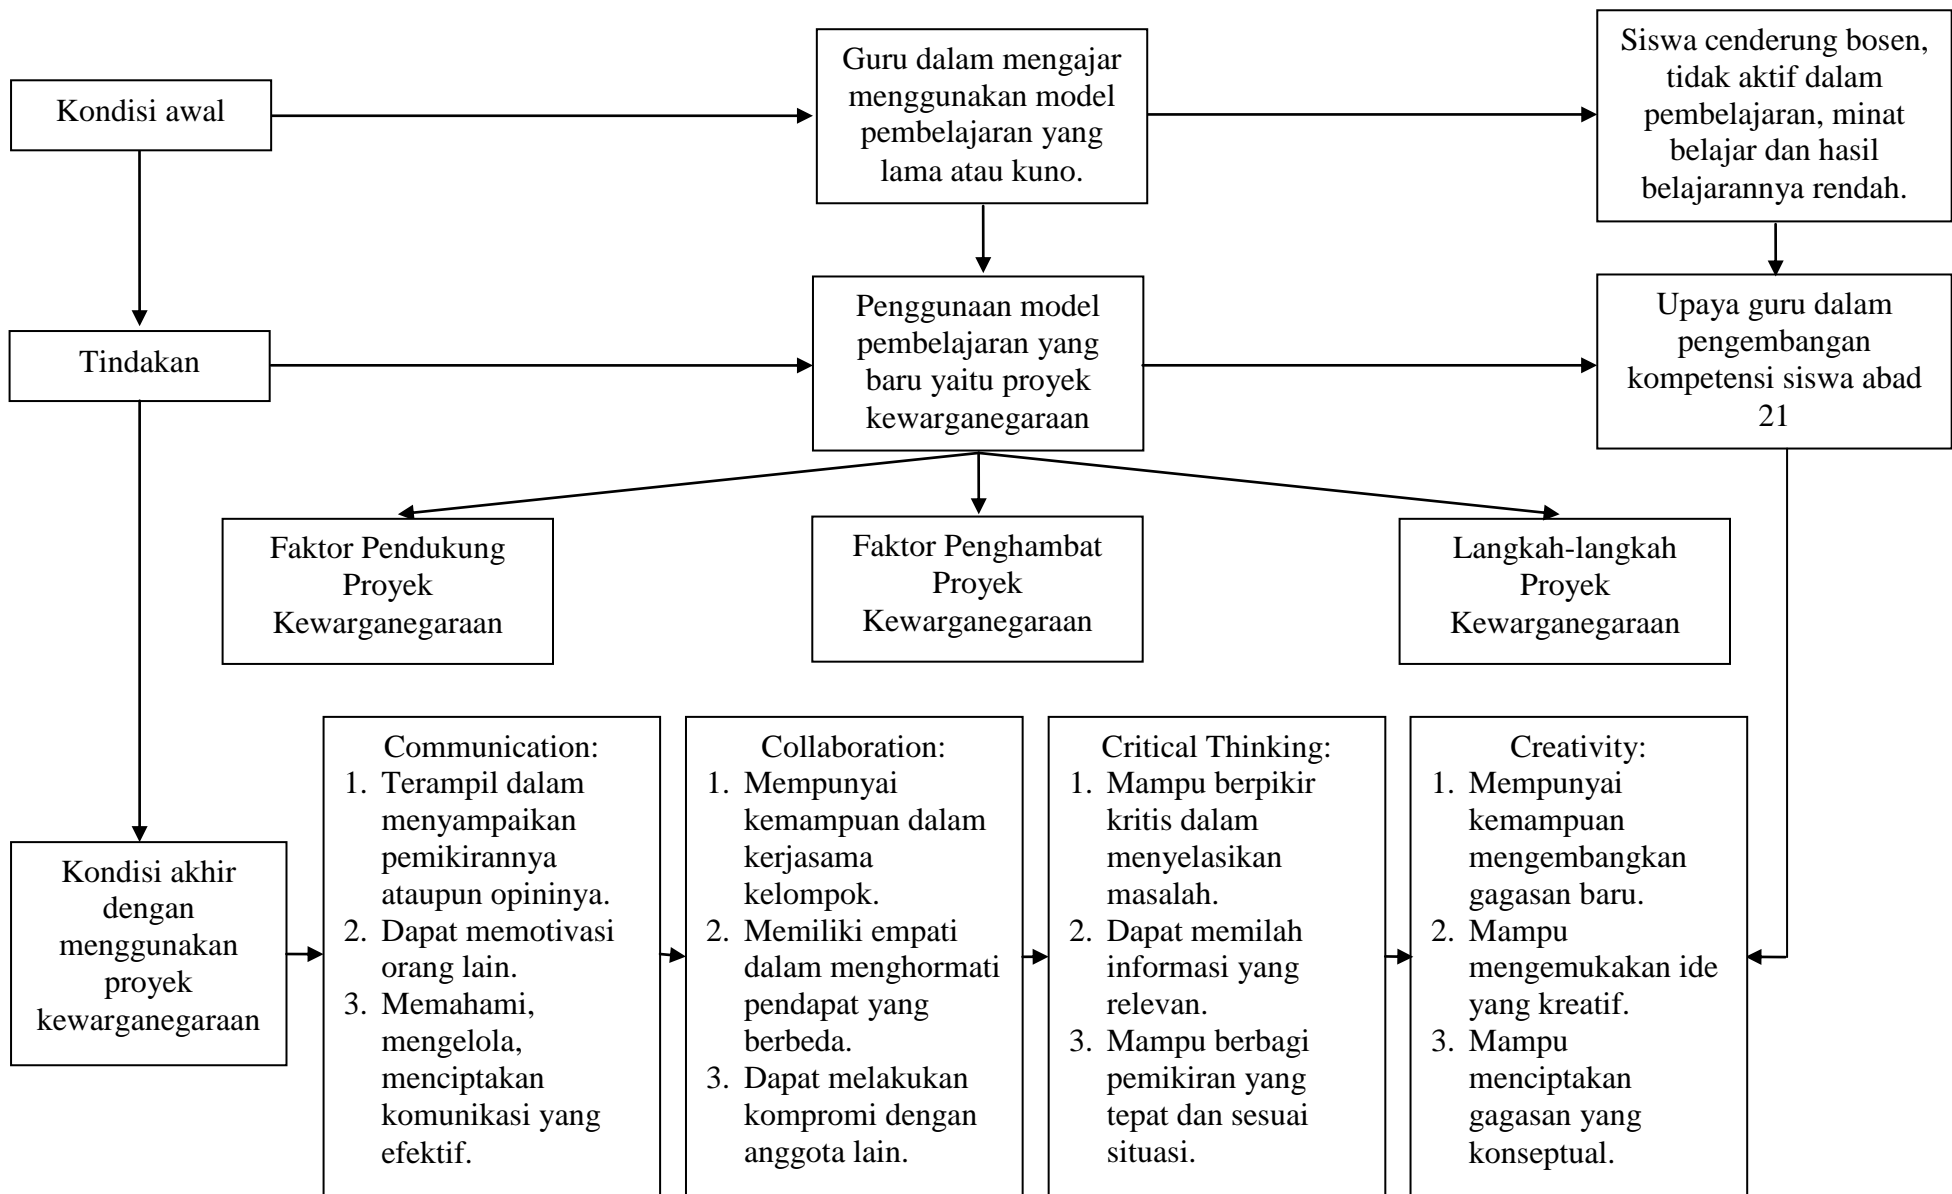 Kondisi awal
Guru dalam mengajar
menggunakan model
pembelajaran yang
lama atau kuno.
Siswa cenderung bosen,
tidak aktif dalam
pembelajaran, minat
belajar dan hasil
belajarannya rendah.
Tindakan
Penggunaan model
pembelajaran yang
baru yaitu proyek
kewarganegaraan
Upaya guru dalam
pengembangan
kompetensi siswa abad
21
Faktor Pendukung
Proyek
Kewarganegaraan
Faktor Penghambat
Proyek
Kewarganegaraan
Langkah-langkah
Proyek
Kewarganegaraan
Kondisi akhir
dengan
menggunakan
proyek
kewarganegaraan
Communication:
1. Terampil dalam
menyampaikan
pemikirannya
ataupun opininya.
2. Dapat memotivasi
orang lain.
3. Memahami,
mengelola,
menciptakan
komunikasi yang
efektif.
Collaboration:
1. Mempunyai
kemampuan dalam
kerjasama
kelompok.
2. Memiliki empati
dalam menghormati
pendapat yang
berbeda.
3. Dapat melakukan
kompromi dengan
anggota lain.
Critical Thinking:
1. Mampu berpikir
kritis dalam
menyelasikan
masalah.
2. Dapat memilah
informasi yang
relevan.
3. Mampu berbagi
pemikiran yang
tepat dan sesuai
situasi.
Creativity:
1. Mempunyai
kemampuan
mengembangkan
gagasan baru.
2. Mampu
mengemukakan ide
yang kreatif.
3. Mampu
menciptakan
gagasan yang
konseptual.